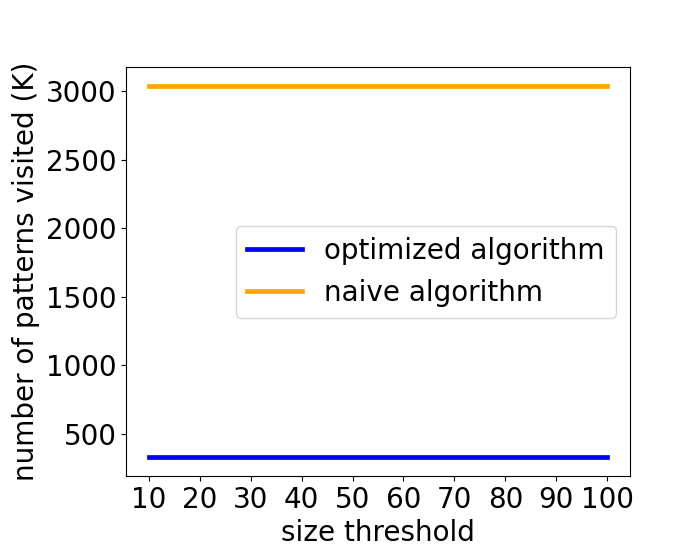 number of patterns visited (K)
3000
2500
2000
1500
1000
500
optimized algorithm
naive algorithm
10 20 30 40 50 60 70 80 90 100
size threshold